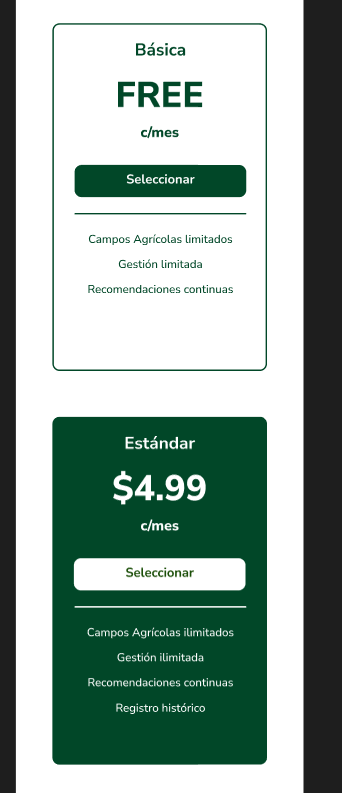 Básica
FREE
c/mes
Seleccionar
Campos Agrícolas limitados
Gestión limitada
Recomendaciones continuas
Estándar
$4.99
c/mes
Seleccionar
Campos Agrícolas ilimitados
Gestión ilimitada
Recomendaciones continuas
Registro histórico